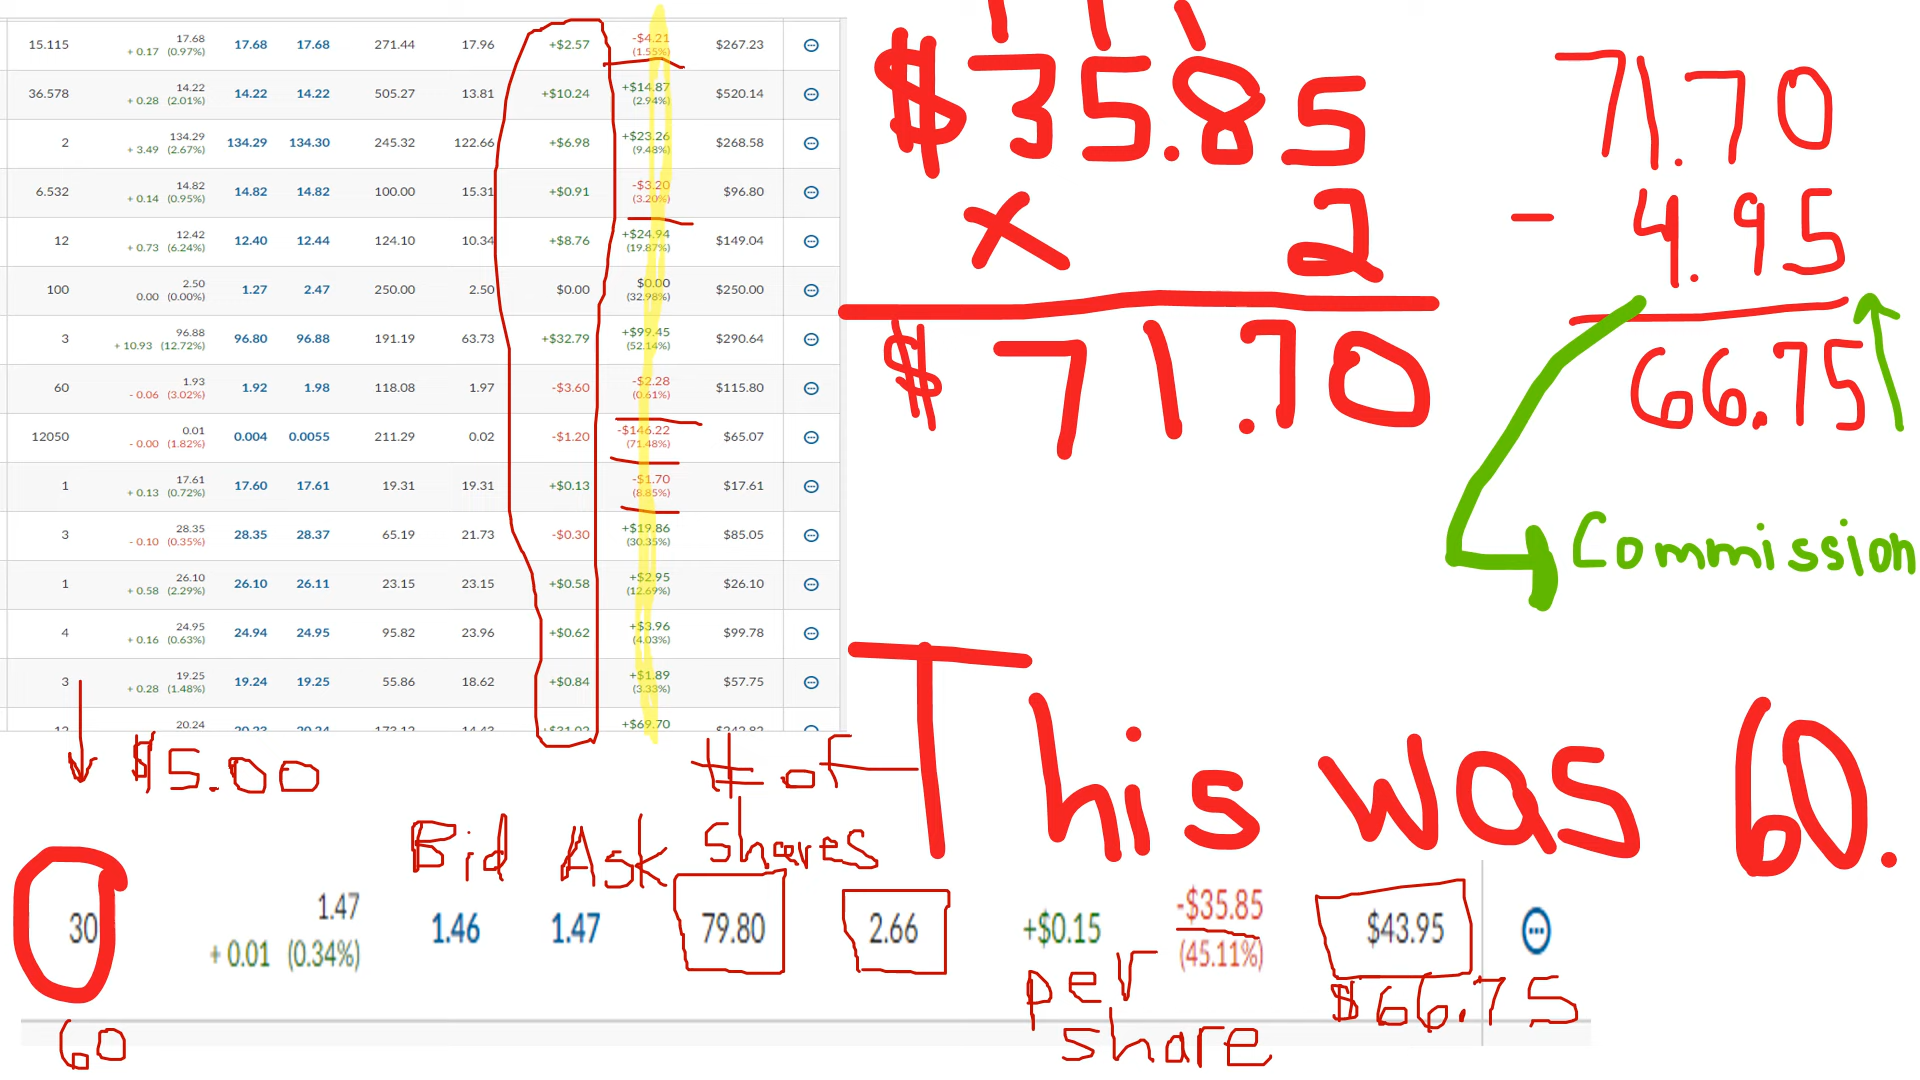 15.115 17.68 + 0.17 (0.97%) 17.68 17.68 271.44 17.96 +$2.57 -$4.21 (1.55%) $267.23
36.578 14.22 + 0.28 (2.01%) 14.22 14.22 505.27 13.81 +$10.24 +$14.87 (2.94%) $520.14
2 134.29 + 3.49 (2.67%) 134.29 134.30 245.32 122.66 +$6.98 +$23.26 (9.48%) $268.58
6.532 14.82 + 0.14 (0.95%) 14.82 14.82 100.00 15.31 +$0.91 -$3.20 (3.20%) $96.80
12 12.42 + 0.73 (6.24%) 12.40 12.44 124.10 10.34 +$8.76 +$24.94 (19.87%) $149.04
100 2.50 0.00 (0.00%) 1.27 2.47 250.00 2.50 $0.00 $0.00 (32.98%) $250.00
3 96.88 + 10.93 (12.72%) 96.80 96.88 191.19 63.73 +$32.79 +$99.45 (52.14%) $290.64
60 1.93 - 0.06 (3.02%) 1.92 1.98 118.08 1.97 -$3.60 -$2.28 (0.61%) $115.80
12050 0.01 - 0.00 (1.82%) 0.004 0.0055 211.29 0.02 -$1.20 -$146.22 (71.48%) $65.07
1 17.61 + 0.13 (0.72%) 17.60 17.61 19.31 19.31 +$0.13 -$1.70 (8.85%) $17.61
3 28.35 - 0.10 (0.35%) 28.35 28.37 65.19 21.73 -$0.30 +$19.86 (30.35%) $85.05
1 26.10 + 0.58 (2.29%) 26.10 26.11 23.15 23.15 +$0.58 +$2.95 (12.69%) $26.10
4 24.95 + 0.16 (0.63%) 24.94 24.95 95.82 23.96 +$0.62 +$3.96 (4.03%) $99.78
3 19.25 + 0.28 (1.48%) 19.24 19.25 55.86 18.62 +$0.84 +$1.89 (3.33%) $57.75
20.24 +$69.70
$35.85
x 2
$71.70
71.70
- 4.95
66.75
Commission
This was 60.
$5.00
Bid Ask # of shares
30 1.47 + 0.01 (0.34%) 1.46 1.47 79.80 2.66 +$0.15 -$35.85 (45.11%) $43.95
per share
$66.75
60